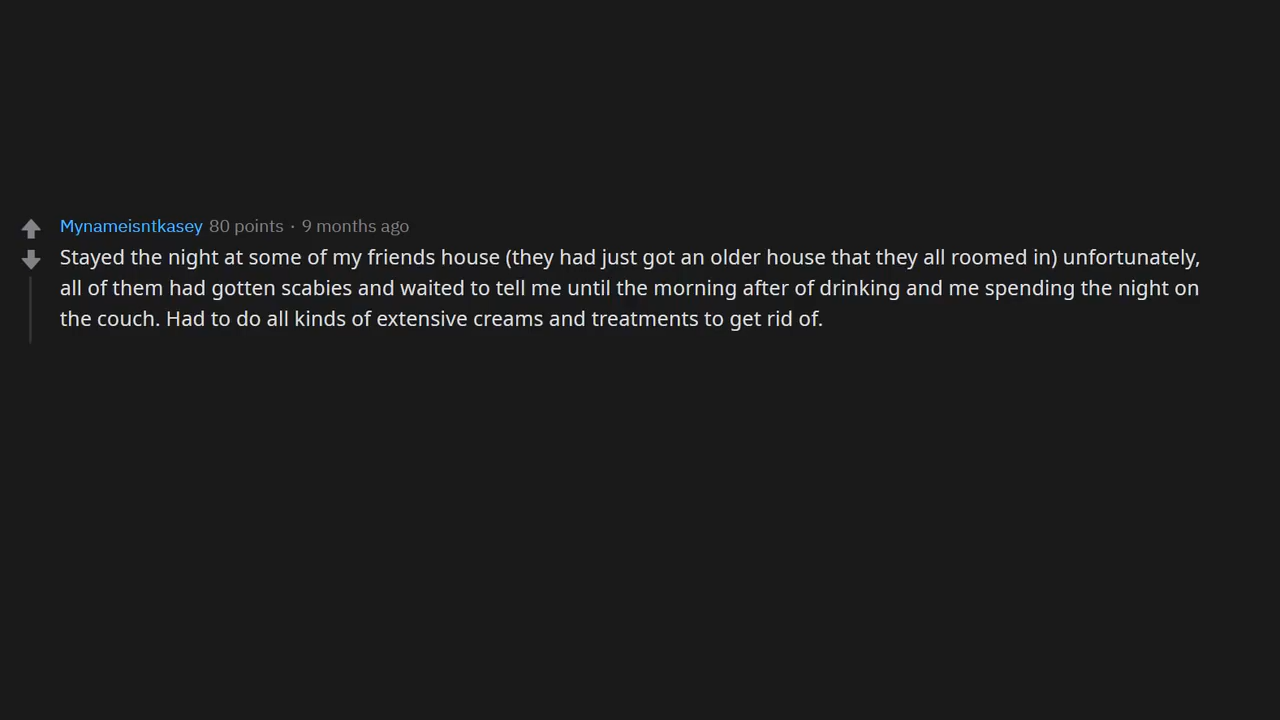 Mynameisntkasey 80 points · 9 months ago
Stayed the night at some of my friends house (they had just got an older house that they all roomed in) unfortunately,
all of them had gotten scabies and waited to tell me until the morning after of drinking and me spending the night on
the couch. Had to do all kinds of extensive creams and treatments to get rid of.